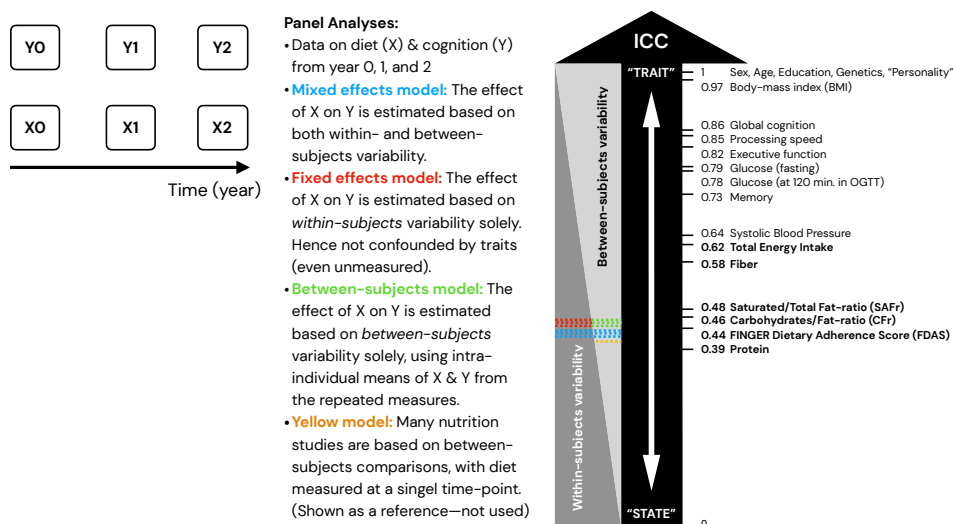 Y0
Y1
Y2
X0
X1
X2
Time (year)
Panel Analyses:
• Data on diet (X) & cognition (Y)
from year 0, 1, and 2
• Mixed effects model: The effect
of X on Y is estimated based on
both within- and between-
subjects variability.
• Fixed effects model: The effect
of X on Y is estimated based on
within-subjects variability solely.
Hence not confounded by traits
(even unmeasured).
• Between-subjects model: The
effect of X on Y is estimated
based on between-subjects
variability solely, using intra-
individual means of X & Y from
the repeated measures.
• Yellow model: Many nutrition
studies are based on between-
subjects comparisons, with diet
measured at a singel time-point.
(Shown as a reference—not used)
ICC
"TRAIT"
Between-subjects variability
Within-subjects variability
"STATE"
1 Sex, Age, Education, Genetics, "Personality"
0.97 Body-mass index (BMI)
0.86 Global cognition
0.85 Processing speed
0.82 Executive function
0.79 Glucose (fasting)
0.78 Glucose (at 120 min. in OGTT)
0.73 Memory
0.64 Systolic Blood Pressure
0.62 Total Energy Intake
0.58 Fiber
0.48 Saturated/Total Fat-ratio (SAFr)
0.46 Carbohydrates/Fat-ratio (CFr)
0.44 FINGER Dietary Adherence Score (FDAS)
0.39 Protein